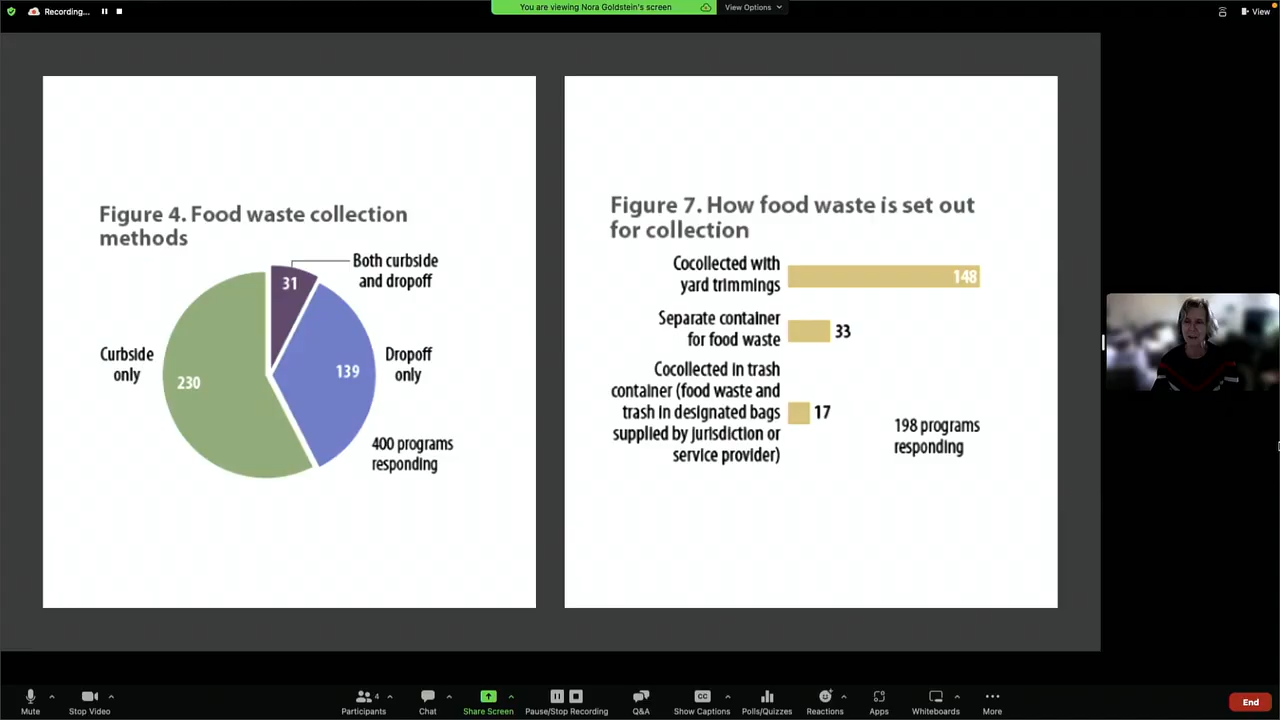 Recording...
You are viewing Nora Goldstein's screen
View Options
View
Figure 4. Food waste collection
methods
Both curbside
and dropoff
31
Curbside
only
230
139
Dropoff
only
400 programs
responding
Figure 7. How food waste is set out
for collection
Cocollected with
yard trimmings
148
Separate container
for food waste
33
Cocollected in trash
container (food waste and
trash in designated bags
supplied by jurisdiction or
service provider)
17
198 programs
responding
Mute
Stop Video
Participants
4
Chat
Share Screen
Pause/Stop Recording
Q&A
CC
Show Captions
Polls/Quizzes
Reactions
Apps
Whiteboards
More
End